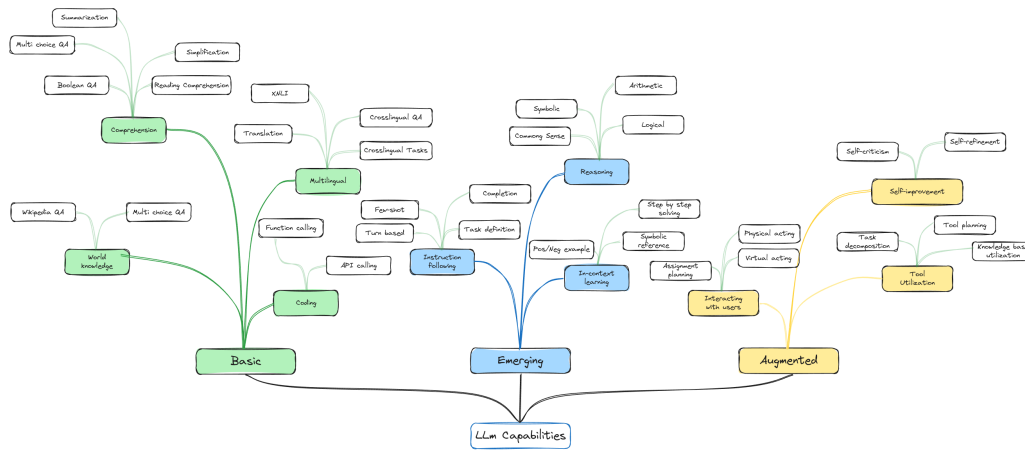 Summarization
Multi choice QA
Simplification
Boolean QA
Reading Comprehension
Comprehension
XNLI
Crosslingual QA
Translation
Crosslingual Tasks
Multilingual
Wikipedia QA
Multi choice QA
World
knowledge
Function calling
API calling
Coding
Basic
Arithmetic
Symbolic
Logical
Commong Sense
Reasoning
Completion
Few-shot
Turn based
Task definition
Instruction
Following
Step by step
solving
Pos/Neg example
Symbolic
reference
In-context
learning
Emerging
Self-refinement
Self-criticism
Self-improvement
Physical acting
Virtual acting
Assignment
planning
Interacting
with users
Tool planning
Task
decomposition
Knowledge base
utilization
Tool
Utilization
Augmented
LLm Capabilities